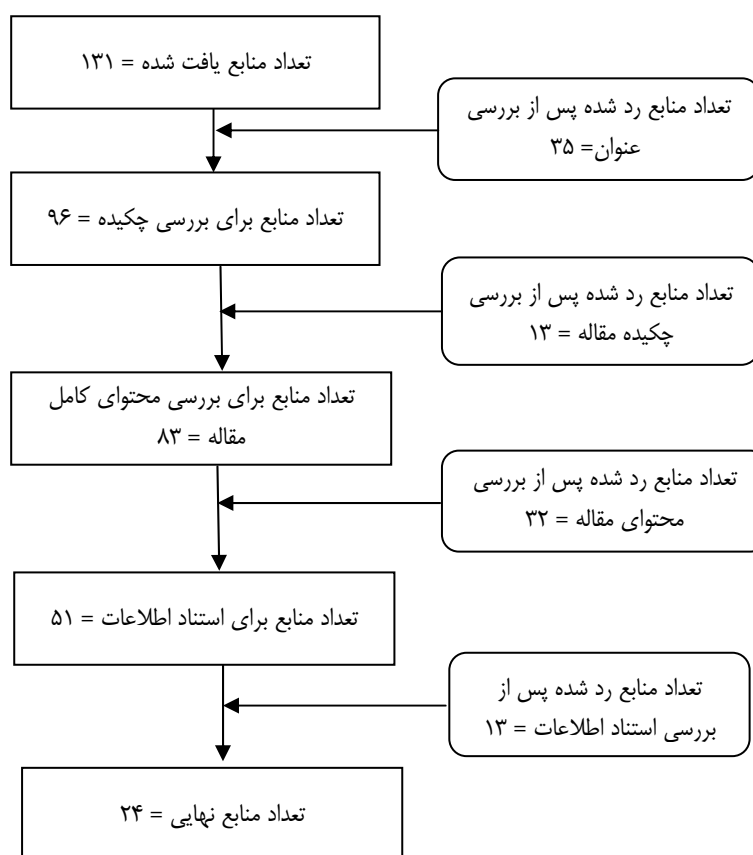 تعداد منابع یافت شده = ۱۳۱
تعداد منابع رد شده پس از بررسی
عنوان= ۳۵
تعداد منابع برای بررسی چکیده = ۹۶
تعداد منابع رد شده پس از بررسی
چکیده مقاله = ۱۳
تعداد منابع برای بررسی محتوای کامل
مقاله = ۸۳
تعداد منابع رد شده پس از بررسی
محتوای مقاله = ۳۲
تعداد منابع برای استناد اطلاعات = ۵۱
تعداد منابع رد شده پس از
بررسی استناد اطلاعات = ۱۳
تعداد منابع نهایی = ۲۴